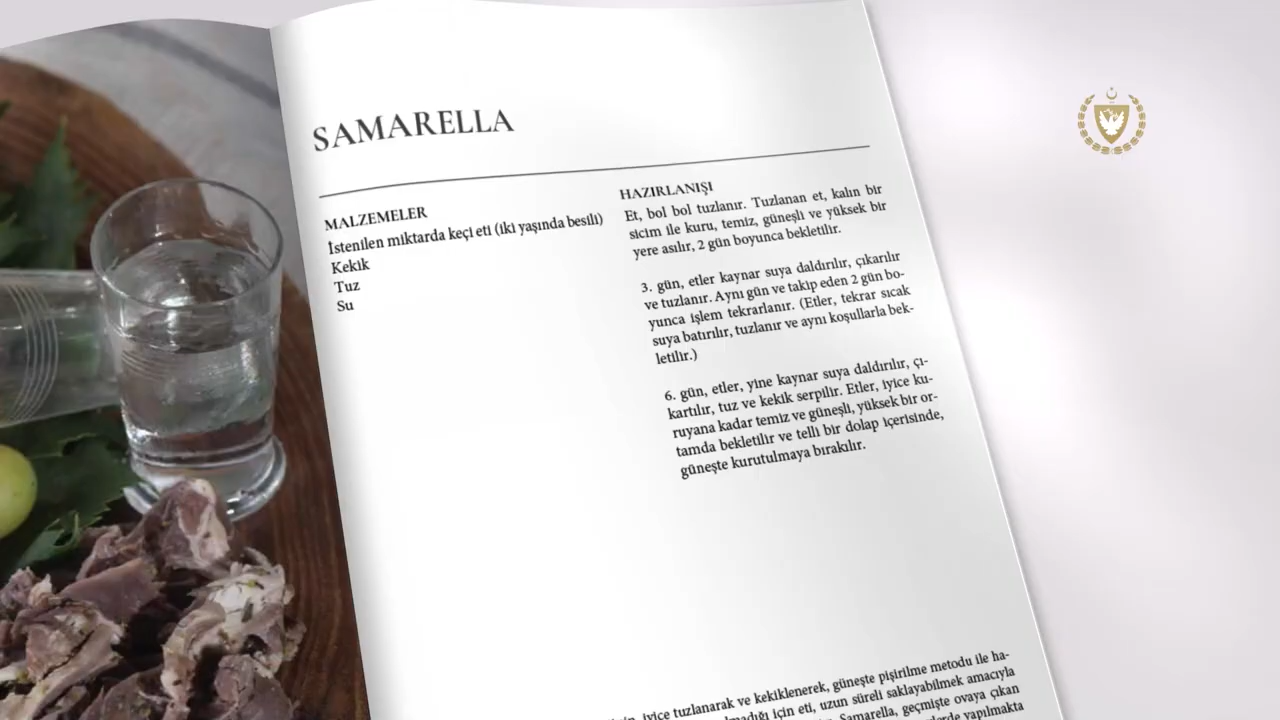 SAMARELLA
MALZEMELER
İstenilen miktarda keçi eti (iki yaşında besili)
Kekik
Tuz
Su
HAZIRLANIŞI
Et, bol bol tuzlanır. Tuzlanan et, kalın bir
sicim ile kuru, temiz, güneşli ve yüksek bir
yere asılır, 2 gün boyunca bekletilir.
3. gün, etler kaynar suya daldırılır, çıkarılır
ve tuzlanır. Aynı gün ve takip eden 2 gün bo-
yunca işlem tekrarlanır. (Etler, tekrar sıcak
suya batırılır, tuzlanır ve aynı koşullarla bek-
letilir.)
6. gün, etler, yine kaynar suya daldırılır, çı-
kartılır, tuz ve kekik serpilir. Etler, iyice ku-
ruyana kadar temiz ve güneşli, yüksek bir or-
tamda bekletilir ve telli bir dolap içerisinde,
güneşte kurutulmaya bırakılır.
iyice tuzlanarak ve kekiklenerek, güneşte pişirilme metodu ile ha-
için eti, uzun süreli saklayabilmek amacıyla
Samarella, geçmişte ovaya çıkan
yapılmakta